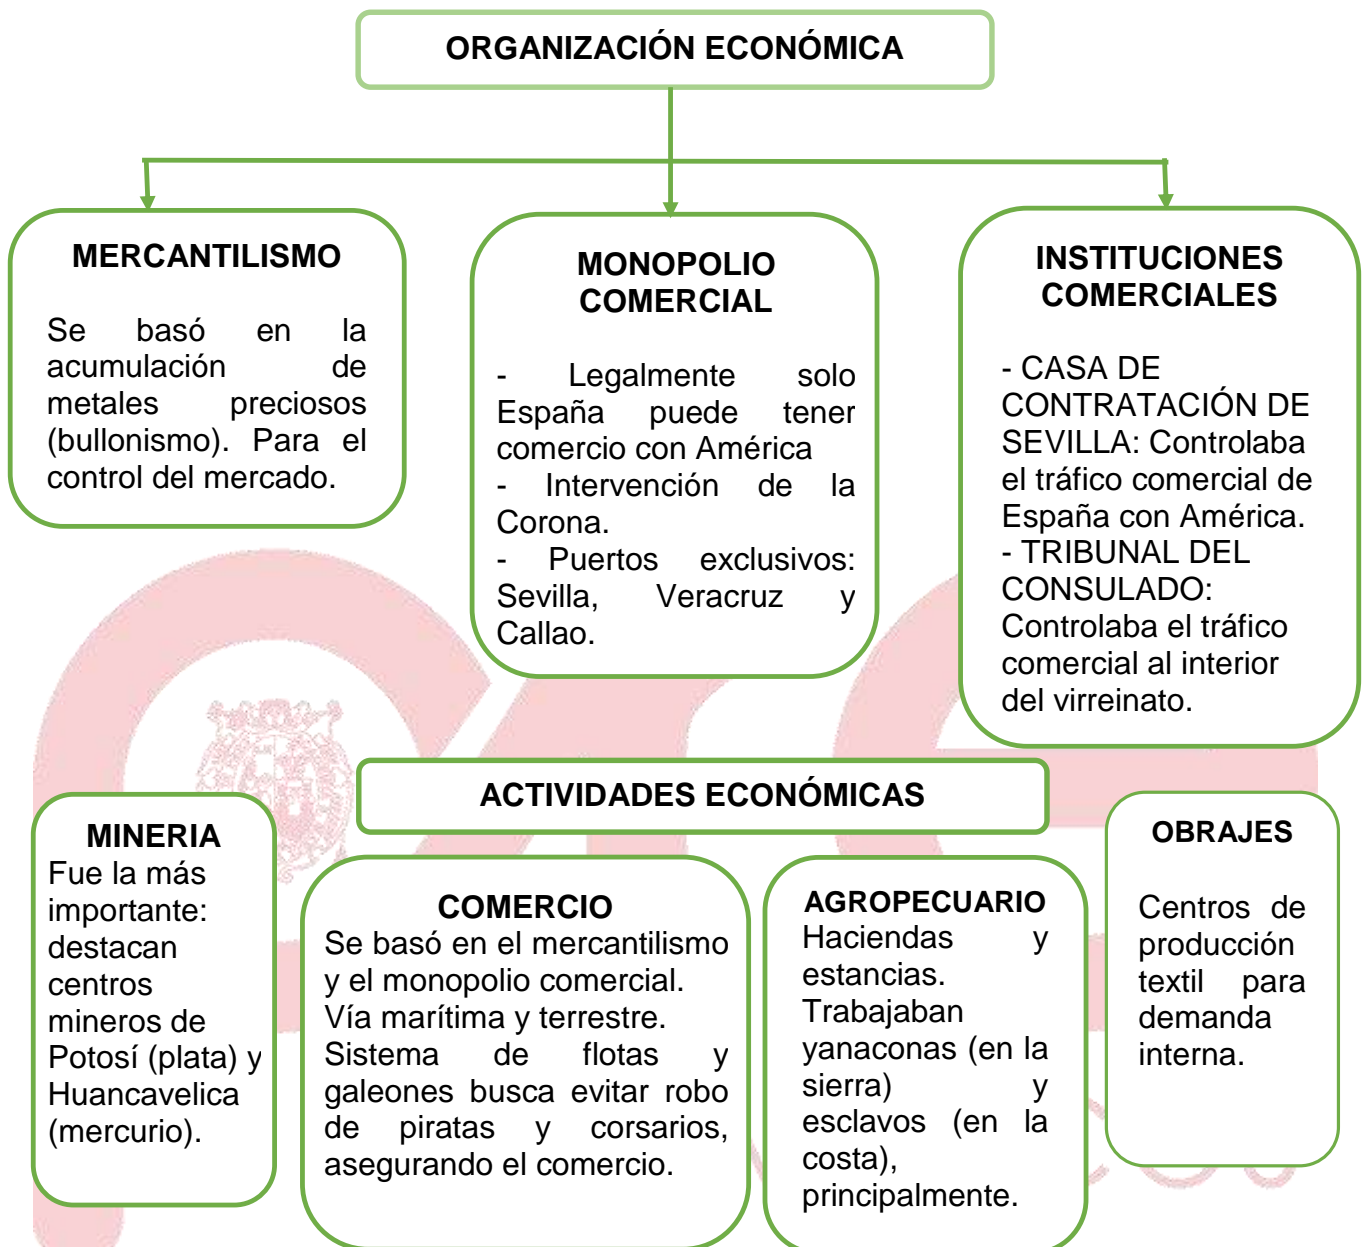 ORGANIZACIÓN ECONÓMICA
MERCANTILISMO
Se basó en la
acumulación de
metales preciosos
(bullonismo). Para el
control del mercado.
MONOPOLIO
COMERCIAL
- Legalmente solo
España puede tener
comercio con América
- Intervención de la
Corona.
- Puertos exclusivos:
Sevilla, Veracruz y
Callao.
INSTITUCIONES
COMERCIALES
- CASA DE
CONTRATACIÓN DE
SEVILLA: Controlaba
el tráfico comercial de
España con América.
- TRIBUNAL DEL
CONSULADO:
Controlaba el tráfico
comercial al interior
del virreinato.
ACTIVIDADES ECONÓMICAS
MINERIA
Fue la más
importante:
destacan
centros
mineros de
Potosí (plata) y
Huancavelica
(mercurio).
COMERCIO
Se basó en el mercantilismo
y el monopolio comercial.
Vía marítima y terrestre.
Sistema de flotas y
galeones busca evitar robo
de piratas y corsarios,
asegurando el comercio.
AGROPECUARIO
Haciendas y
estancias.
Trabajaban
yanaconas (en la
sierra) y
esclavos (en la
costa),
principalmente.
OBRAJES
Centros de
producción
textil para
demanda
interna.